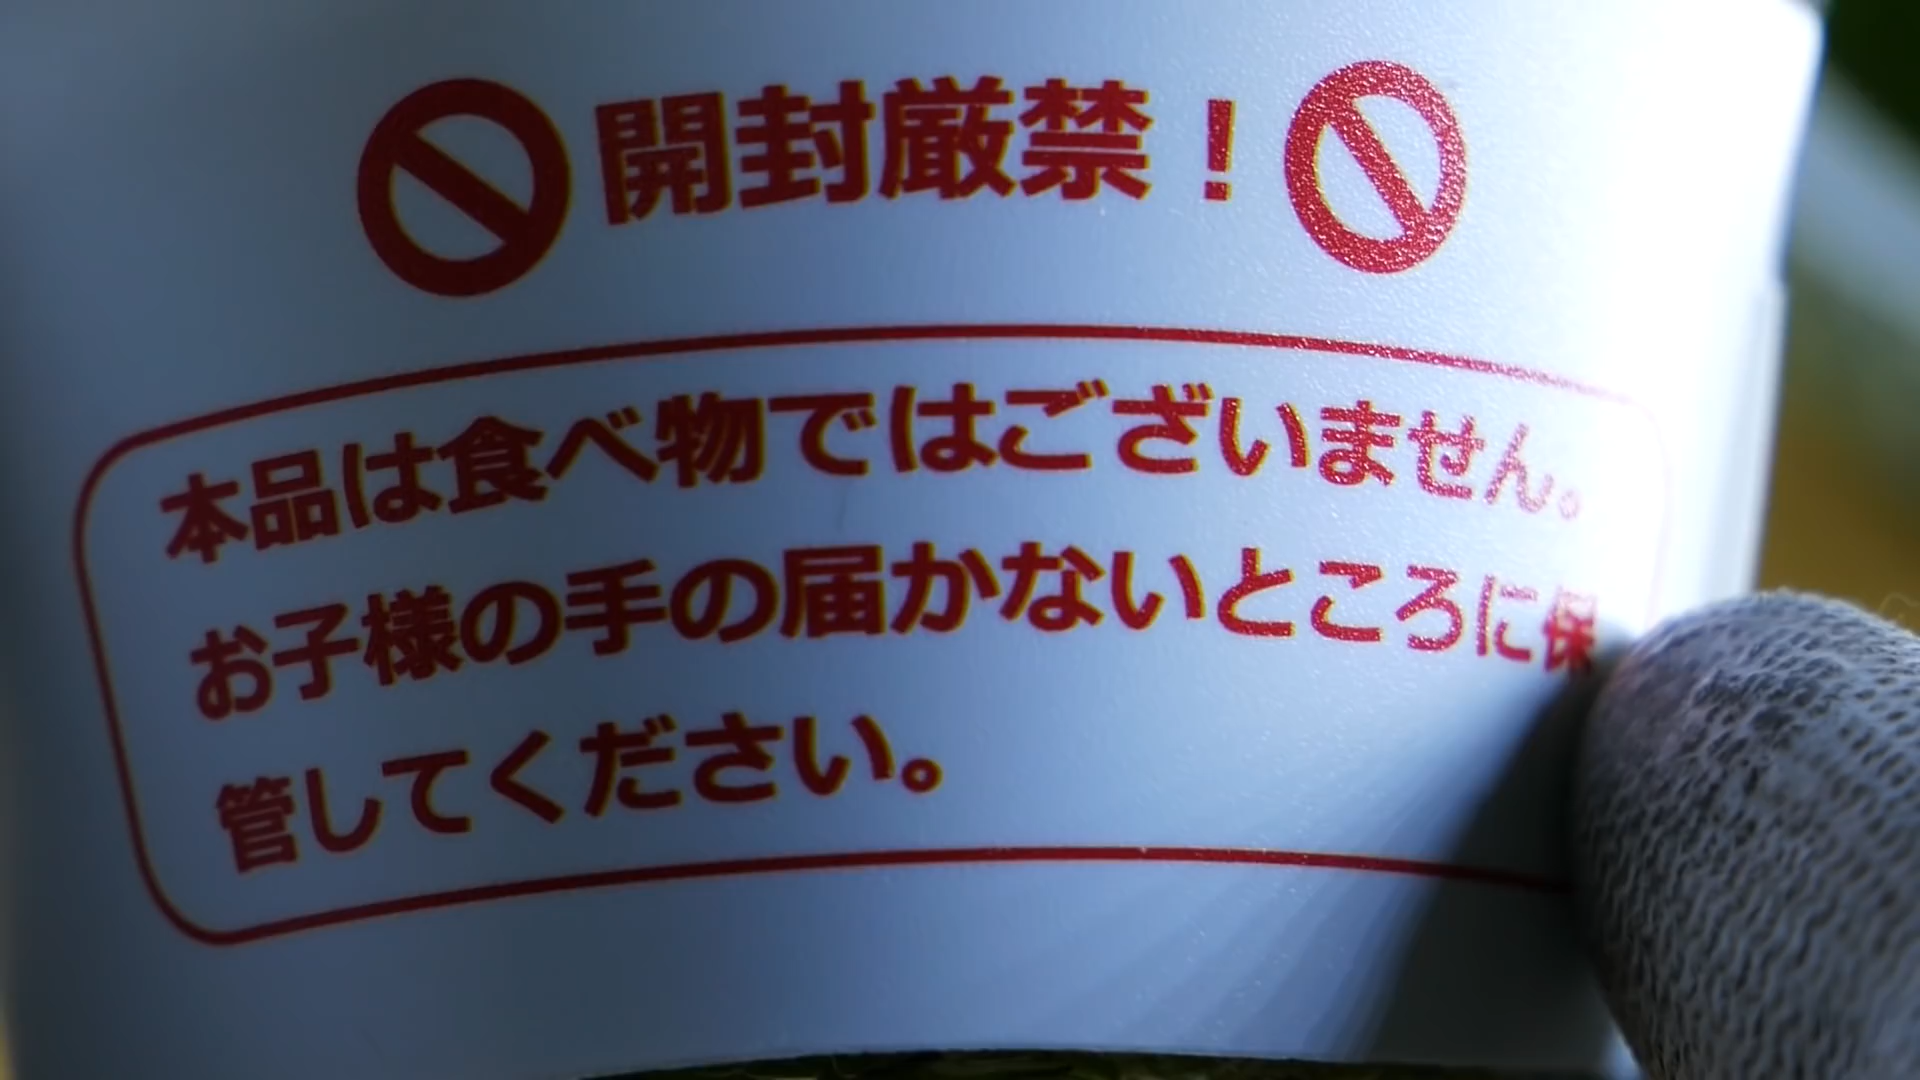 開封厳禁！
本品は食べ物ではございません。
お子様の手の届かないところに保
管してください。